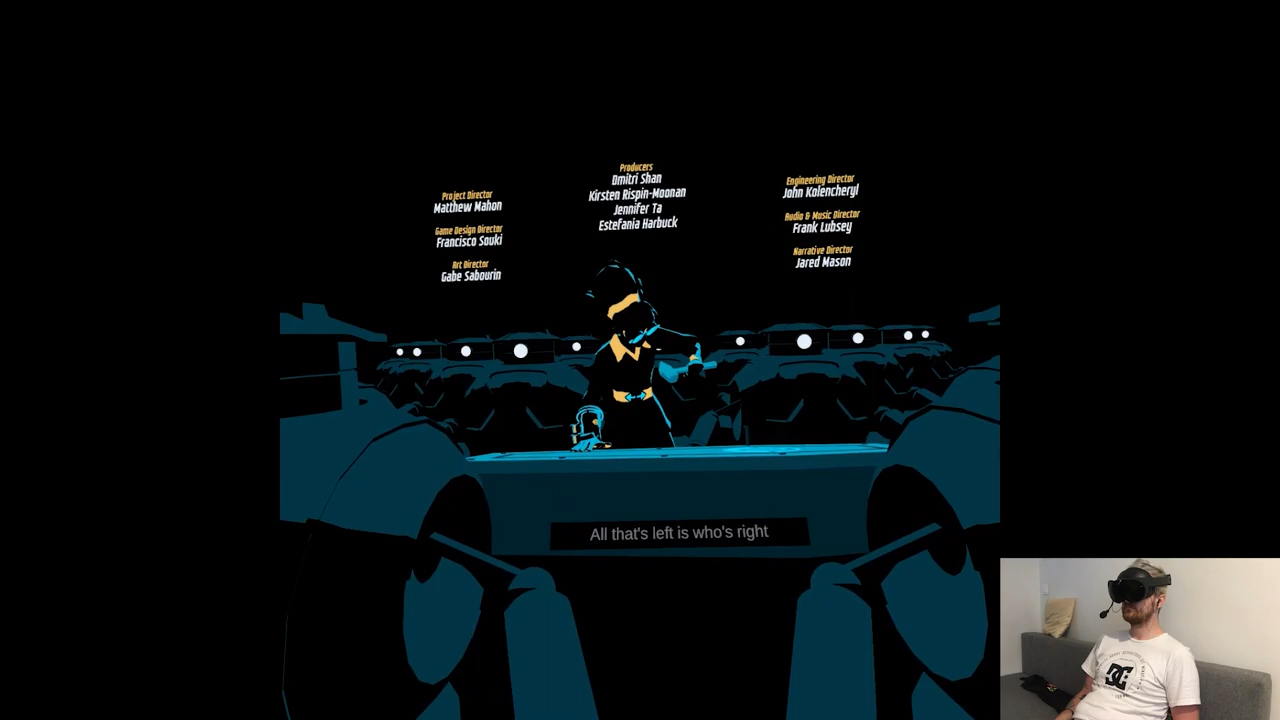 Project Director
Matthew Mahon
Game Design Director
Francisco Souki
Art Director
Gabe Sabourin
Producers
Dmitri Shan
Kirsten Rispin-Moonan
Jennifer Ta
Estefania Harbuck
Engineering Director
John Kolencheryl
Audio & Music Director
Frank Lubsey
Narrative Director
Jared Mason
All that's left is who's right
DC